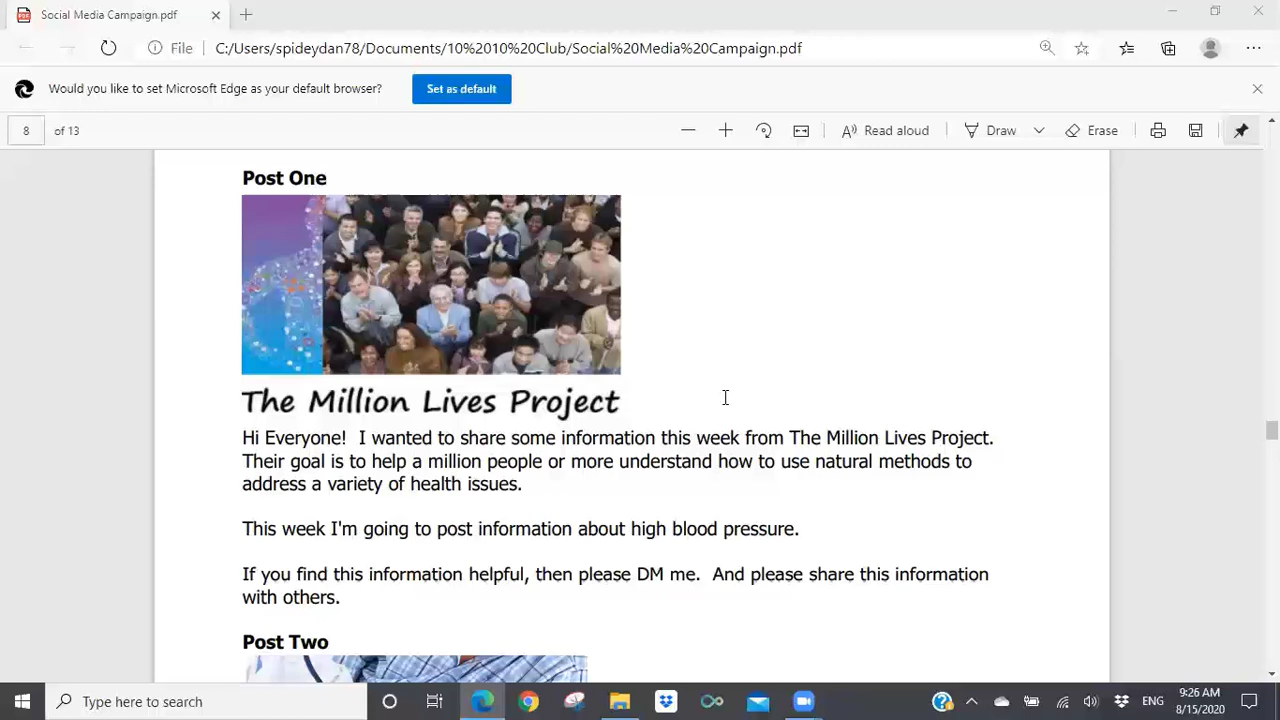 Social Media Campaign.pdf
File
C:/Users/spideydan78/Documents/10%2010%20Club/Social%20Media%20Campaign.pdf
Would you like to set Microsoft Edge as your default browser?
Set as default
8 of 13
Read aloud
Draw
Erase
Post One
The Million Lives Project
Hi Everyone!  I wanted to share some information this week from The Million Lives Project.
Their goal is to help a million people or more understand how to use natural methods to
address a variety of health issues.
This week I'm going to post information about high blood pressure.
If you find this information helpful, then please DM me.  And please share this information
with others.
Post Two
Type here to search
ENG
9:26 AM
8/15/2020